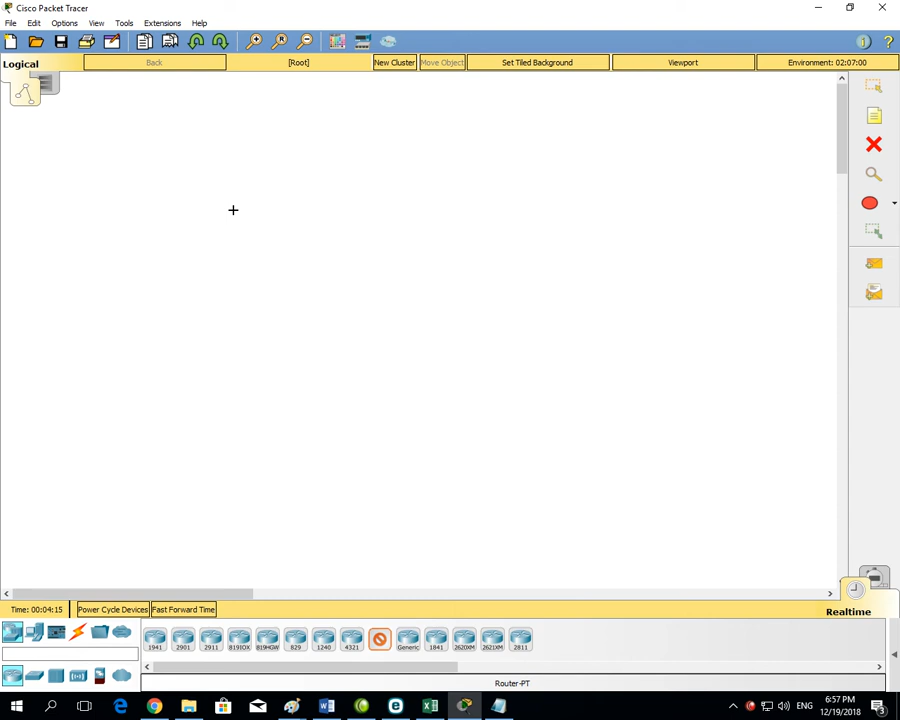 Cisco Packet Tracer
File Edit Options View Tools Extensions Help
Logical Back [Root] New Cluster Move Object Set Tiled Background Viewport Environment: 02:07:00
Time: 00:04:15 Power Cycle Devices Fast Forward Time Realtime
1941 2901 2911 819IOX 819HGW 829 1240 4321 Generic 1841 2620XM 2621XM 2811
Router-PT
ENG 6:57 PM
12/19/2018 3